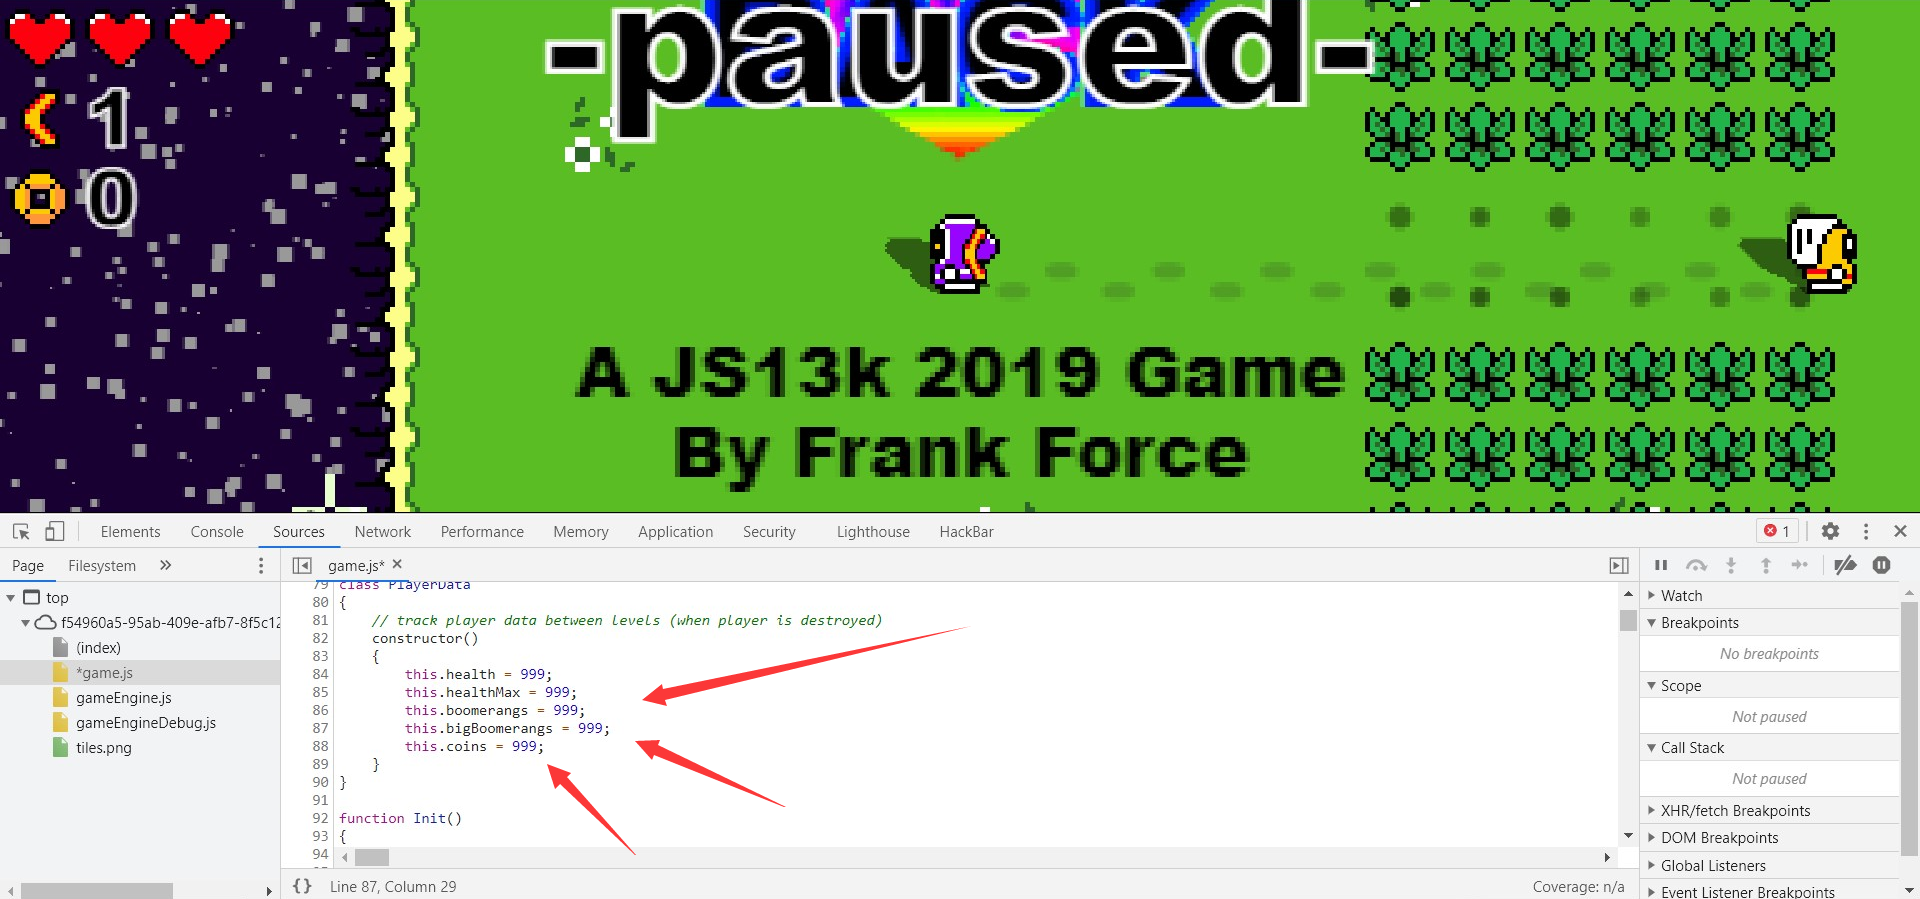 -paused-
1
0
A JS13k 2019 Game
By Frank Force
Elements Console Sources Network Performance Memory Application Security Lighthouse HackBar 1
Page Filesystem »
game.js*
top
f54960a5-95ab-409e-afb7-8f5c12
(index)
*game.js
gameEngine.js
gameEngineDebug.js
tiles.png
79 class PlayerData
80 {
81 // track player data between levels (when player is destroyed)
82 constructor()
83 {
84 this.health = 999;
85 this.healthMax = 999;
86 this.boomerangs = 999;
87 this.bigBoomerangs = 999;
88 this.coins = 999;
89 }
90 }
91
92 function Init()
93 {
94
{} Line 87, Column 29
Coverage: n/a
Watch
Breakpoints
No breakpoints
Scope
Not paused
Call Stack
Not paused
XHR/fetch Breakpoints
DOM Breakpoints
Global Listeners
Event Listener Breakpoints